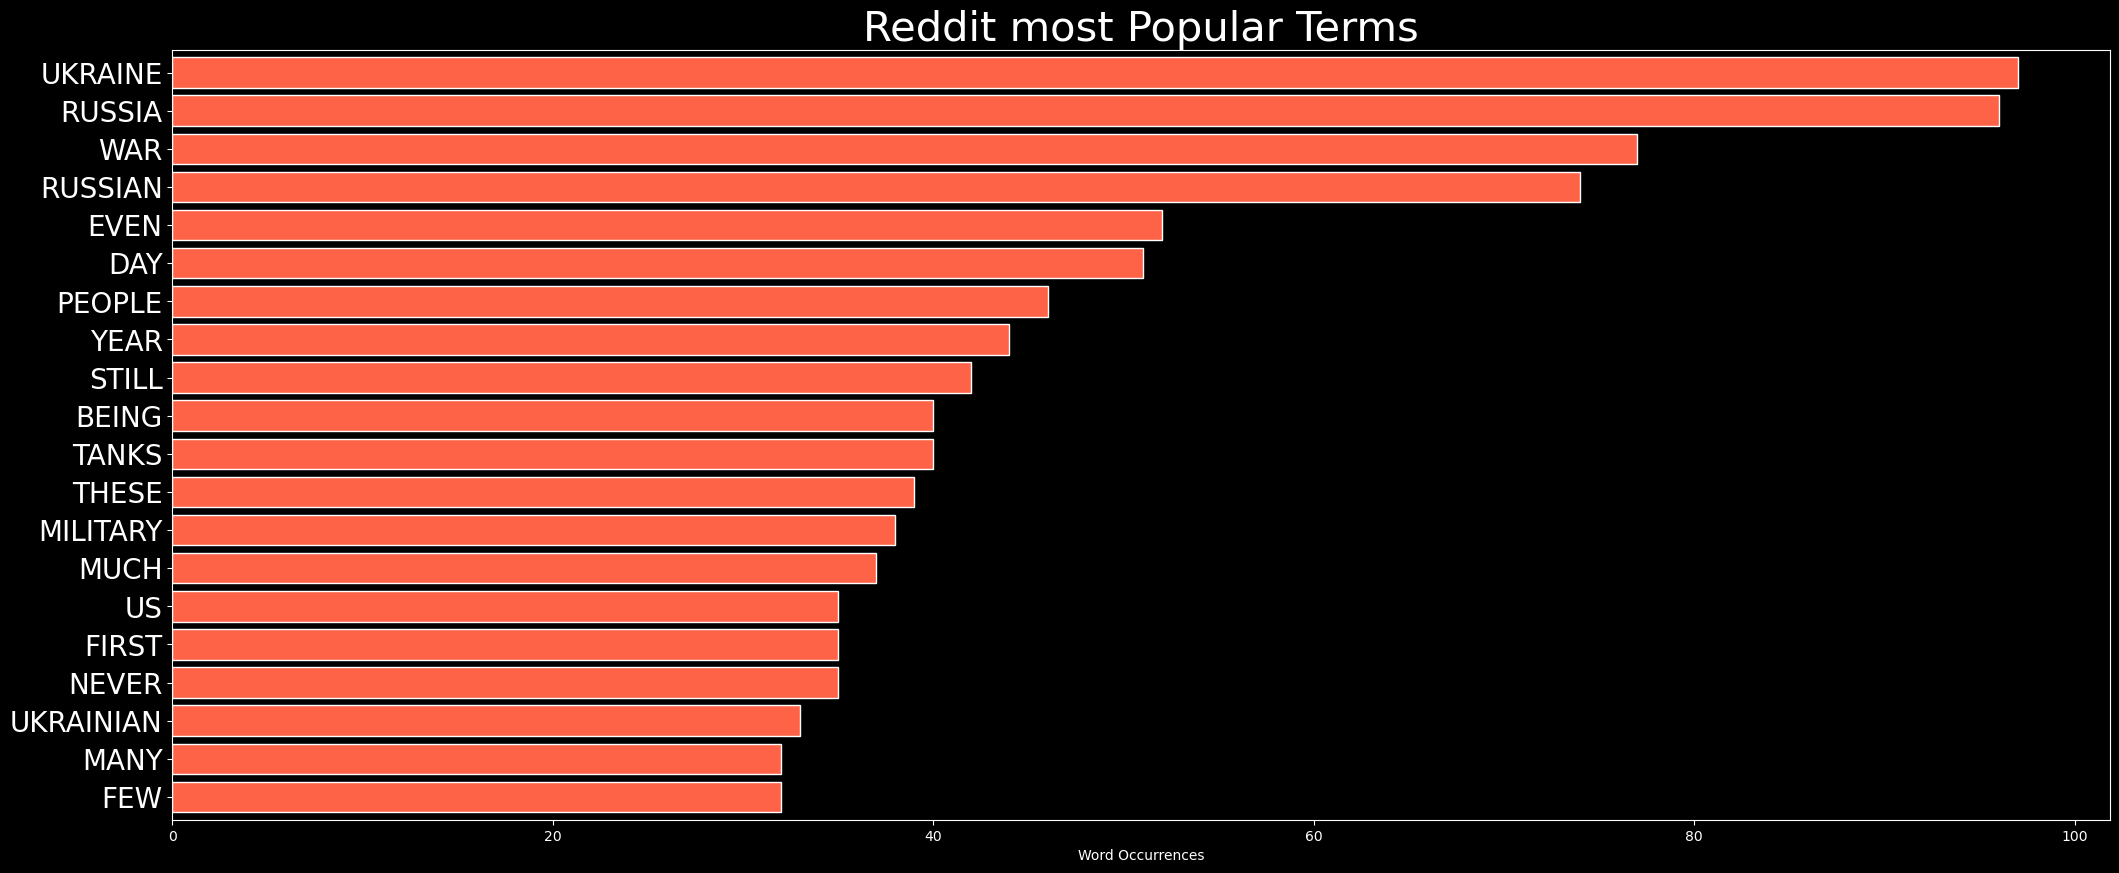 Reddit most Popular Terms
UKRAINE
RUSSIA
WAR
RUSSIAN
EVEN
DAY
PEOPLE
YEAR
STILL
BEING
TANKS
THESE
MILITARY
MUCH
US
FIRST
NEVER
UKRAINIAN
MANY
FEW
0 20 40 60 80 100
Word Occurrences